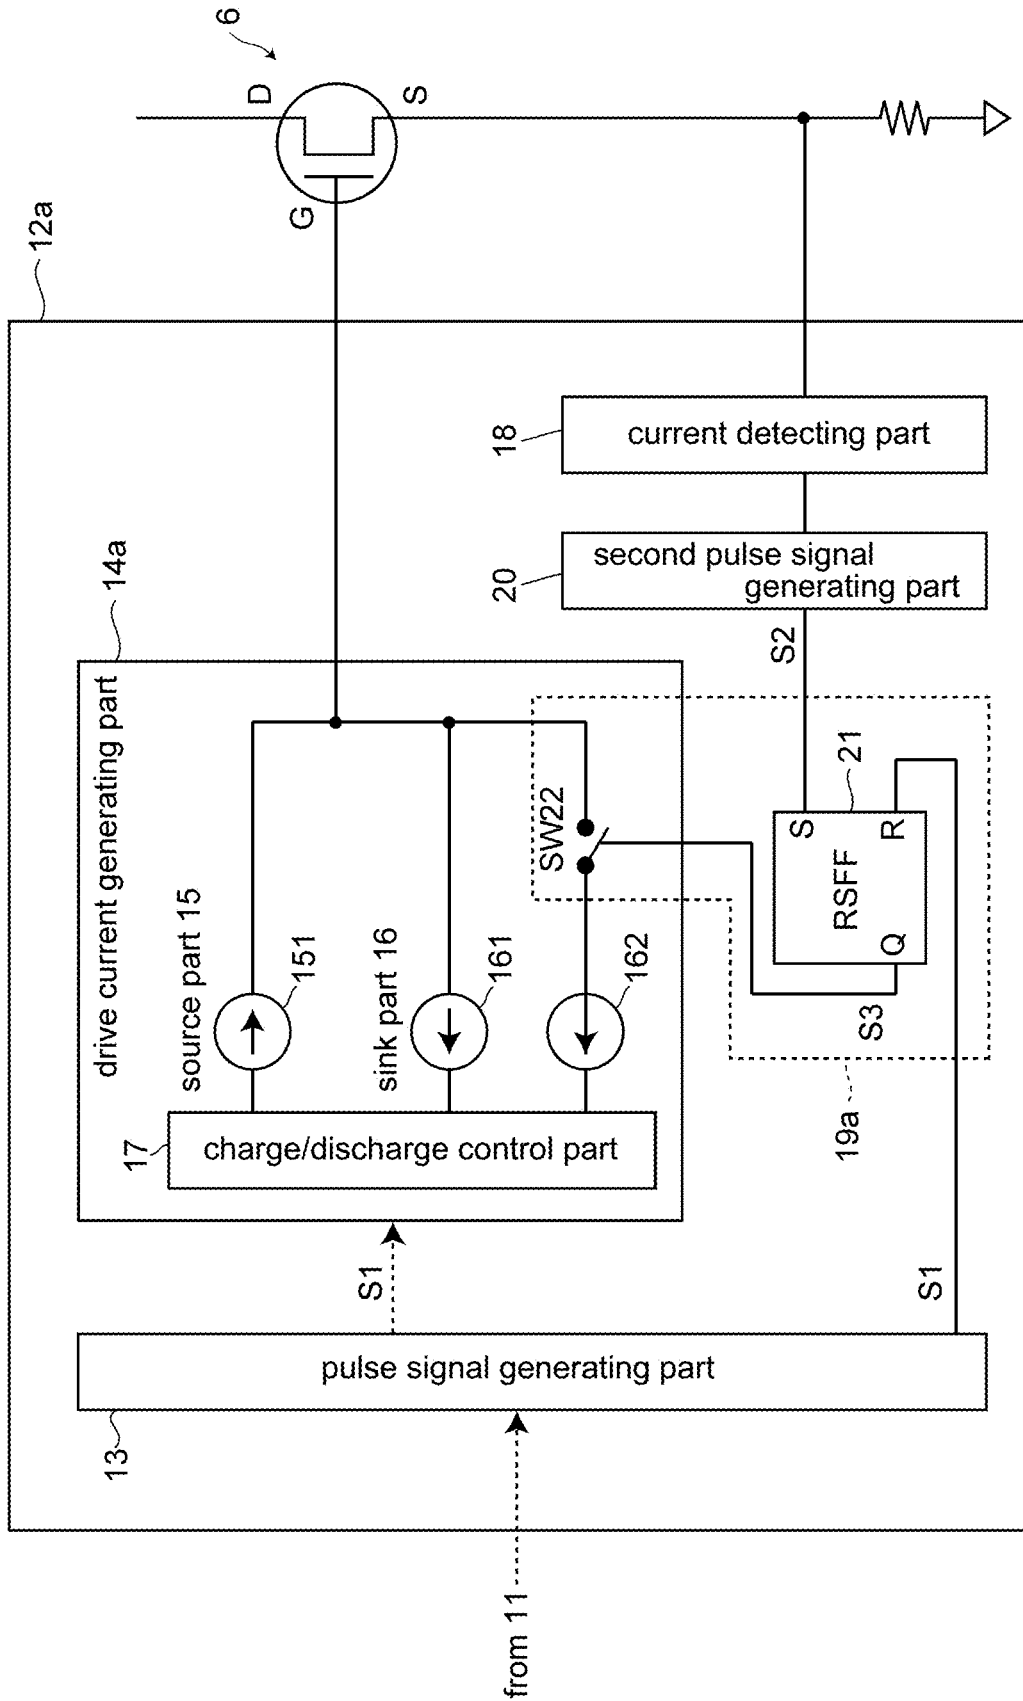 12a
6
D
G
S
14a
drive current generating part
source part 15
151
sink part 16
161
162
SW22
17
charge/discharge control part
18
current detecting part
20
second pulse signal
generating part
S2
21
S
R
RSFF
Q
S3
19a
S1
S1
13
pulse signal generating part
from 11